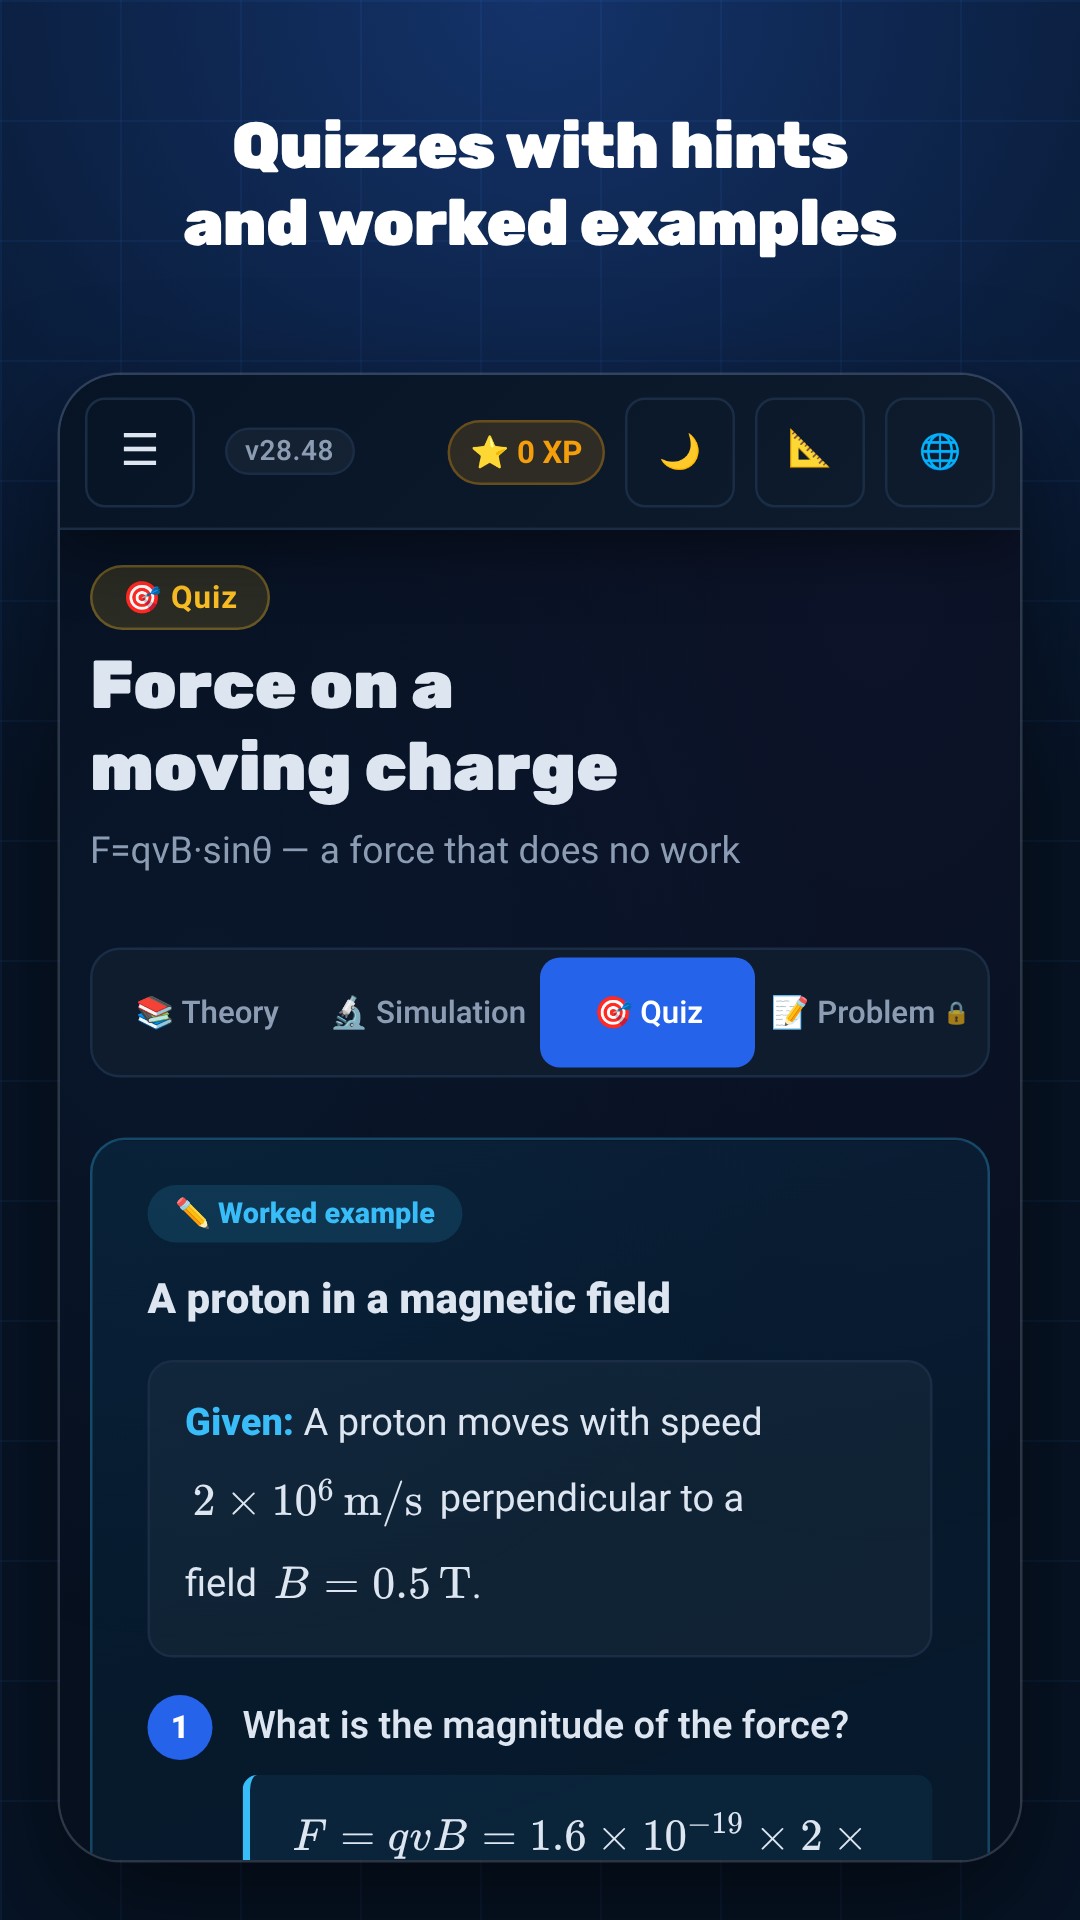 Quizzes with hints
and worked examples
☰ v28.48 ⭐ 0 XP 🌙 📐 🌐
🎯 Quiz
Force on a
moving charge
F=qvB·sinθ — a force that does no work
📚 Theory 🔬 Simulation 🎯 Quiz 📝 Problem 🔒
✏️ Worked example
A proton in a magnetic field
Given: A proton moves with speed
2 × 10⁶ m/s perpendicular to a
field B = 0.5 T.
1 What is the magnitude of the force?
F = qvB = 1.6 × 10⁻¹⁹ × 2 ×